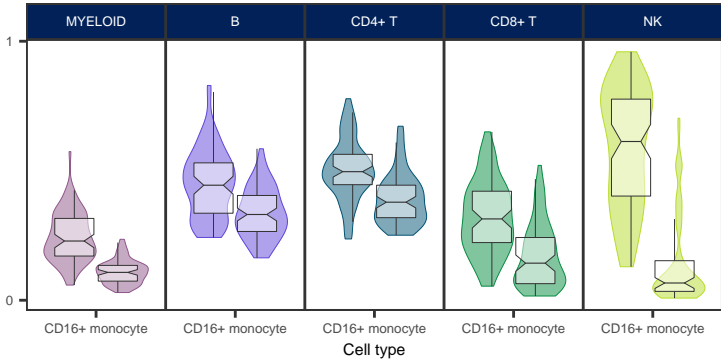 MYELOID B CD4+ T CD8+ T NK
1
0
CD16+ monocyte CD16+ monocyte CD16+ monocyte CD16+ monocyte CD16+ monocyte
Cell type